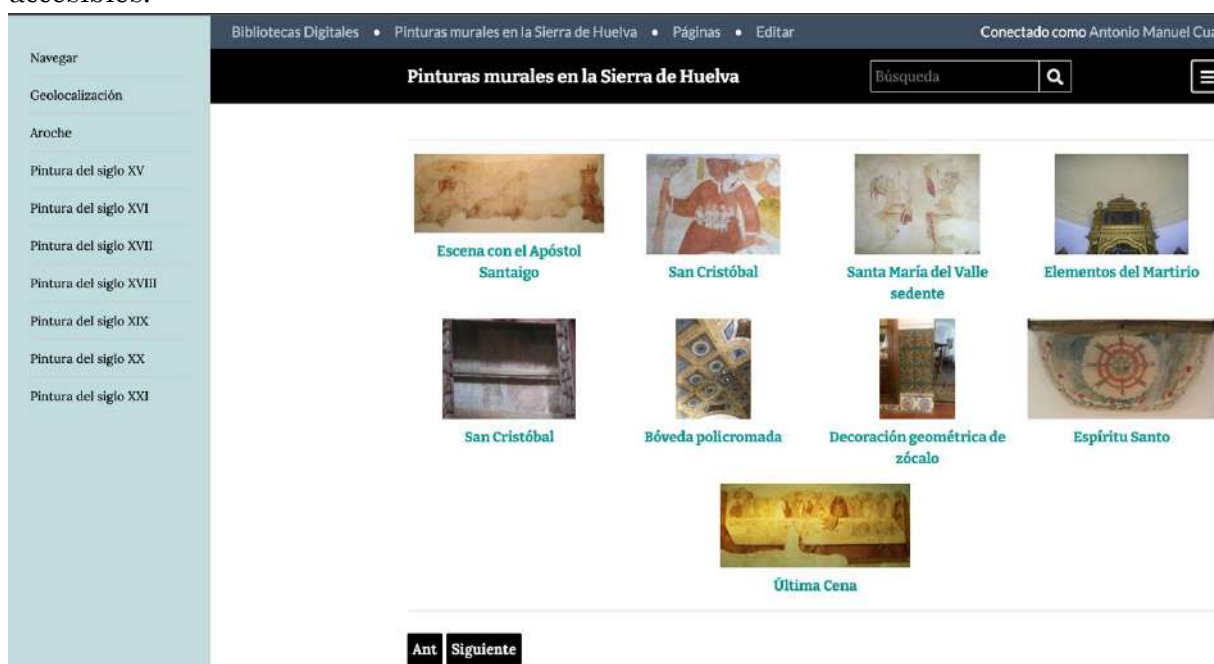 accesibles.
Bibliotecas Digitales • Pinturas murales en la Sierra de Huelva • Páginas • Editar
Conectado como Antonio Manuel
Pinturas murales en la Sierra de Huelva
Búsqueda
Navegar
Geolocalización
Aroche
Pintura del siglo XV
Pintura del siglo XVI
Pintura del siglo XVII
Pintura del siglo XVIII
Pintura del siglo XIX
Pintura del siglo XX
Pintura del siglo XXI
Escena con el Apóstol
Santaigo
San Cristóbal
Santa María del Valle
sedente
Elementos del Martirio
San Cristóbal
Bóveda policromada
Decoración geométrica de
zócalo
Espíritu Santo
Última Cena
Ant Siguiente